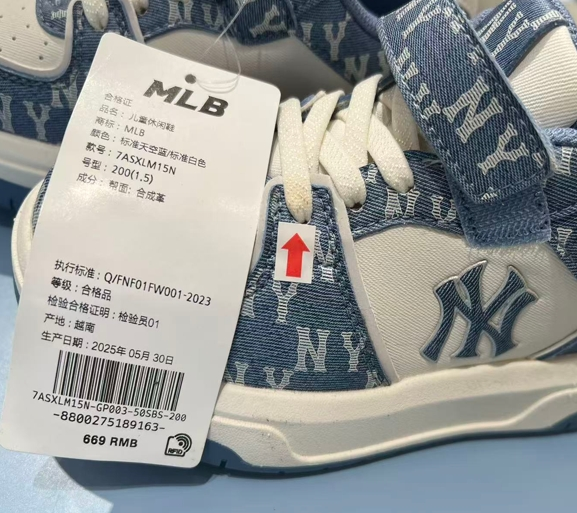 MLB
合格证
品名：儿童休闲鞋
商标：MLB
颜色：标准天空蓝/标准白色
款号：7ASXLM15N
号型：200(1.5)
成分：帮面：合成革
执行标准：Q/FNF01FW001-2023
等级：合格品
检验合格证明：检验员01
产地：越南
生产日期：2025年 05月 30日
7ASXLM15N-GP003-50SBS-200
-8800275189163-
669 RMB
RFID
NY
NY